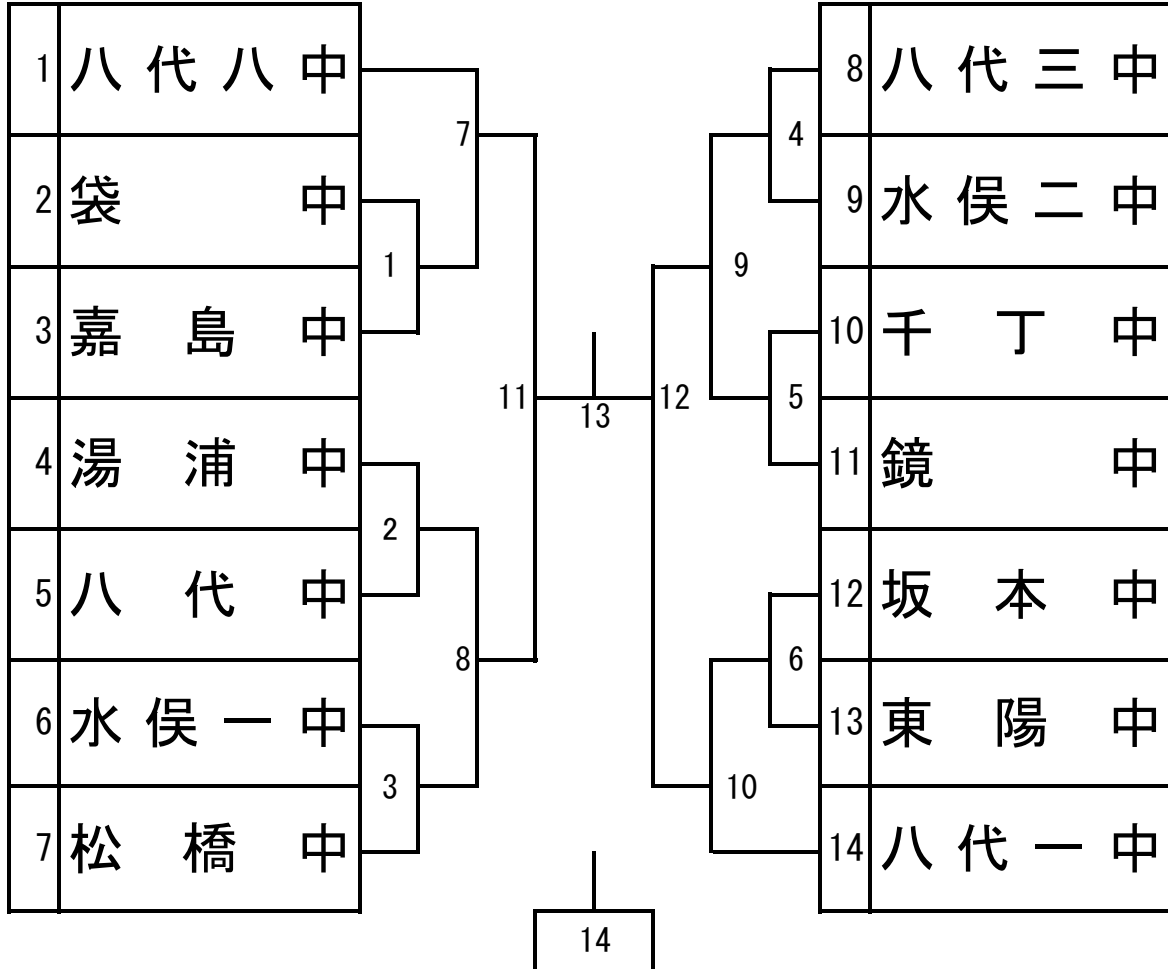 1 八代八中
2 袋中
3 嘉島中
4 湯浦中
5 八代中
6 水俣一中
7 松橋中
7
1
2
8
3
11
13
12
14
4
9
5
6
10
8 八代三中
9 水俣二中
10 千丁中
11 鏡中
12 坂本中
13 東陽中
14 八代一中